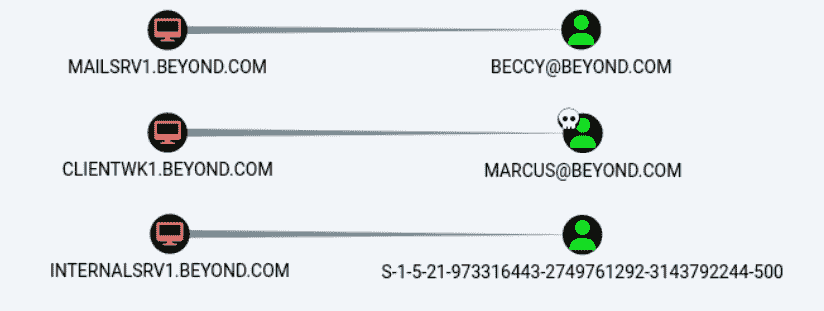 MAILSRV1.BEYOND.COM BECCY@BEYOND.COM
CLIENTWK1.BEYOND.COM MARCUS@BEYOND.COM
INTERNALSRV1.BEYOND.COM S-1-5-21-973316443-2749761292-3143792244-500